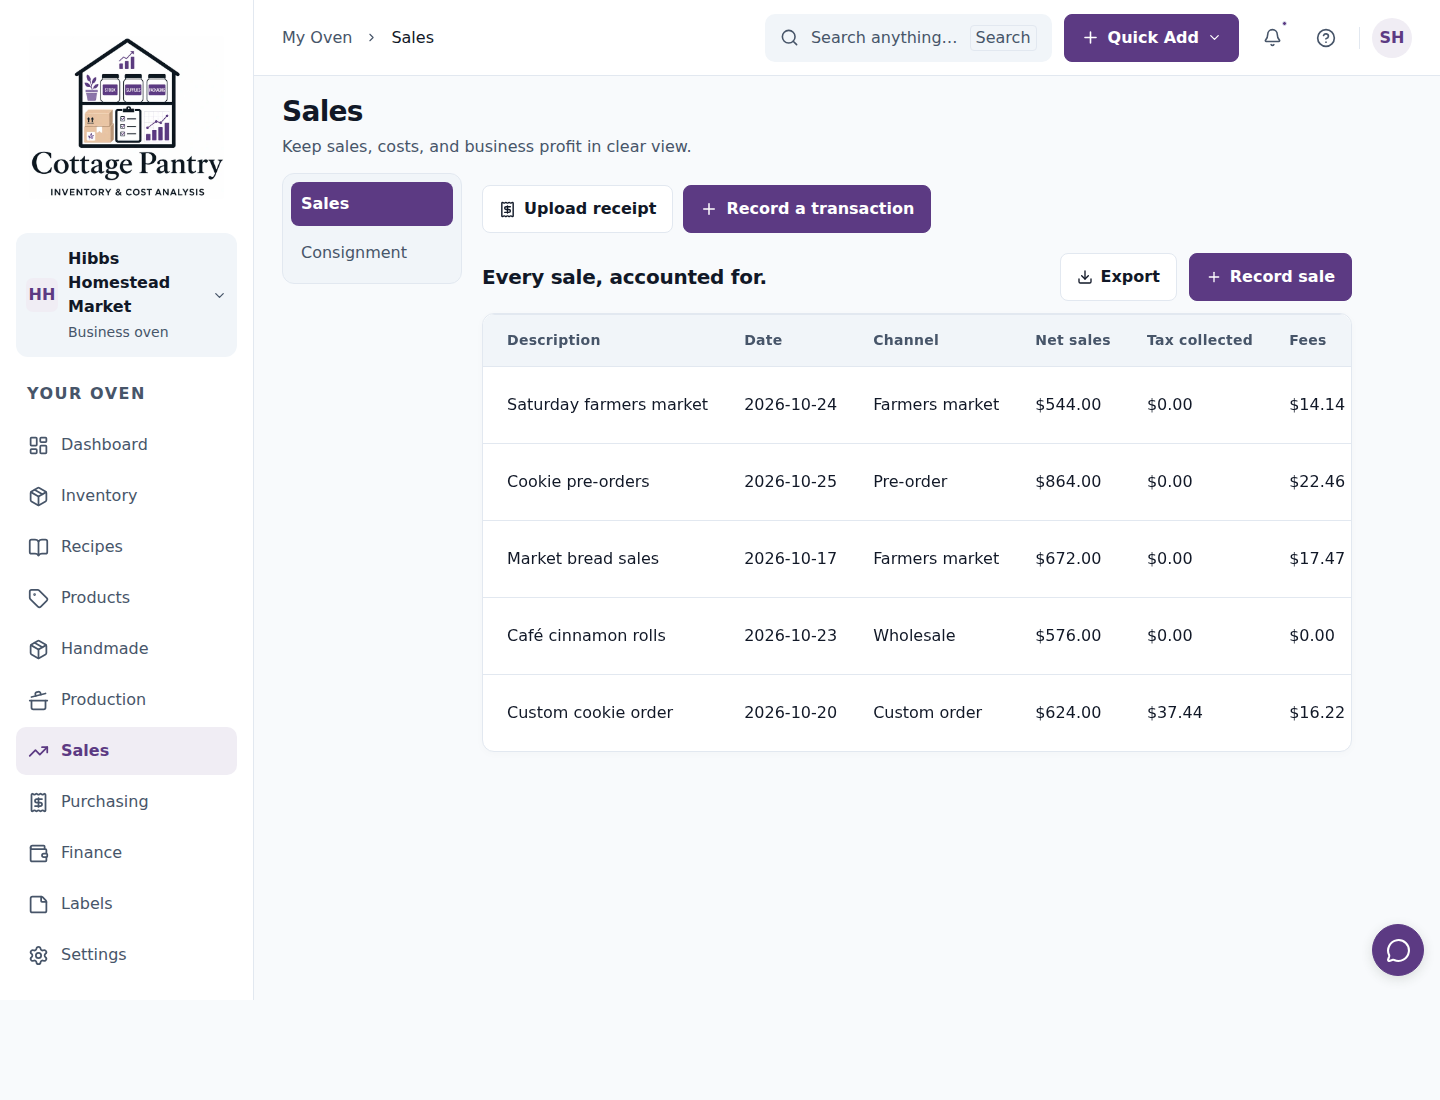 Cottage Pantry
INVENTORY & COST ANALYSIS
HH
Hibbs
Homestead
Market
Business oven
YOUR OVEN
Dashboard
Inventory
Recipes
Products
Handmade
Production
Sales
Purchasing
Finance
Labels
Settings
My Oven > Sales
Search anything... Search
+ Quick Add
SH
Sales
Keep sales, costs, and business profit in clear view.
Sales
Consignment
Upload receipt
+ Record a transaction
Every sale, accounted for.
Export
+ Record sale
Description Date Channel Net sales Tax collected Fees
Saturday farmers market 2026-10-24 Farmers market $544.00 $0.00 $14.14
Cookie pre-orders 2026-10-25 Pre-order $864.00 $0.00 $22.46
Market bread sales 2026-10-17 Farmers market $672.00 $0.00 $17.47
Café cinnamon rolls 2026-10-23 Wholesale $576.00 $0.00 $0.00
Custom cookie order 2026-10-20 Custom order $624.00 $37.44 $16.22